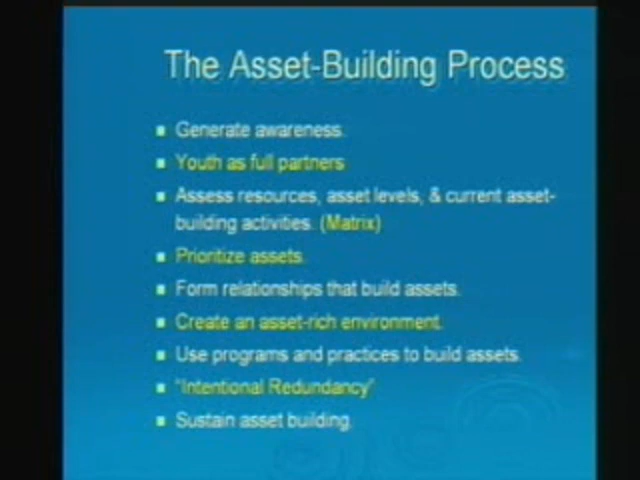 The Asset-Building Process
Generate awareness.
Youth as full partners
Assess resources, asset levels, & current asset-
building activities. (Matrix)
Prioritize assets.
Form relationships that build assets.
Create an asset-rich environment.
Use programs and practices to build assets.
"Intentional Redundancy"
Sustain asset building.